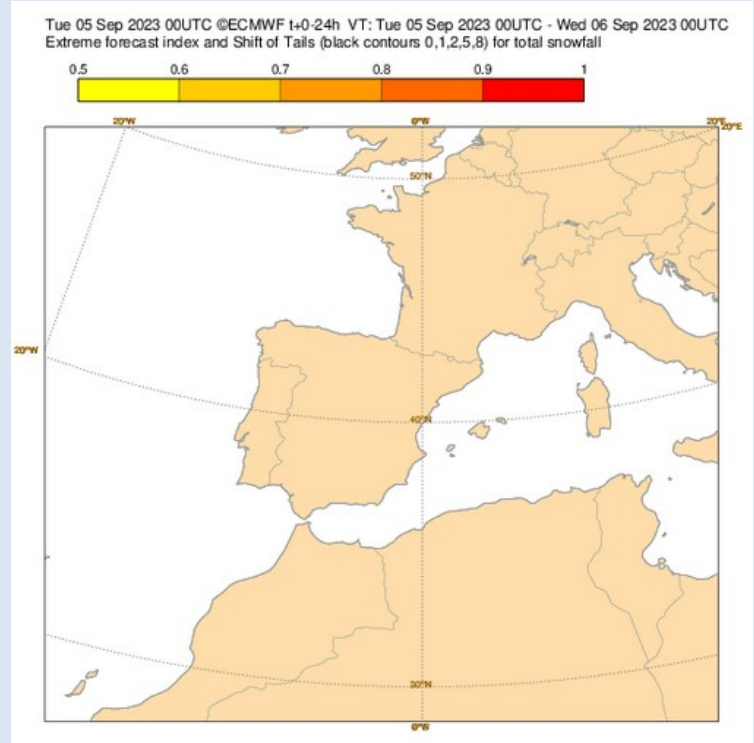 Tue 05 Sep 2023 00UTC ©ECMWF t+0-24h VT: Tue 05 Sep 2023 00UTC - Wed 06 Sep 2023 00UTC
Extreme forecast index and Shift of Tails (black contours 0,1,2,5,8) for total snowfall
0.5 0.6 0.7 0.8 0.9 1
20°W 0°W 20°E
20°E
50°N
20°W
40°N
30°N
0°W